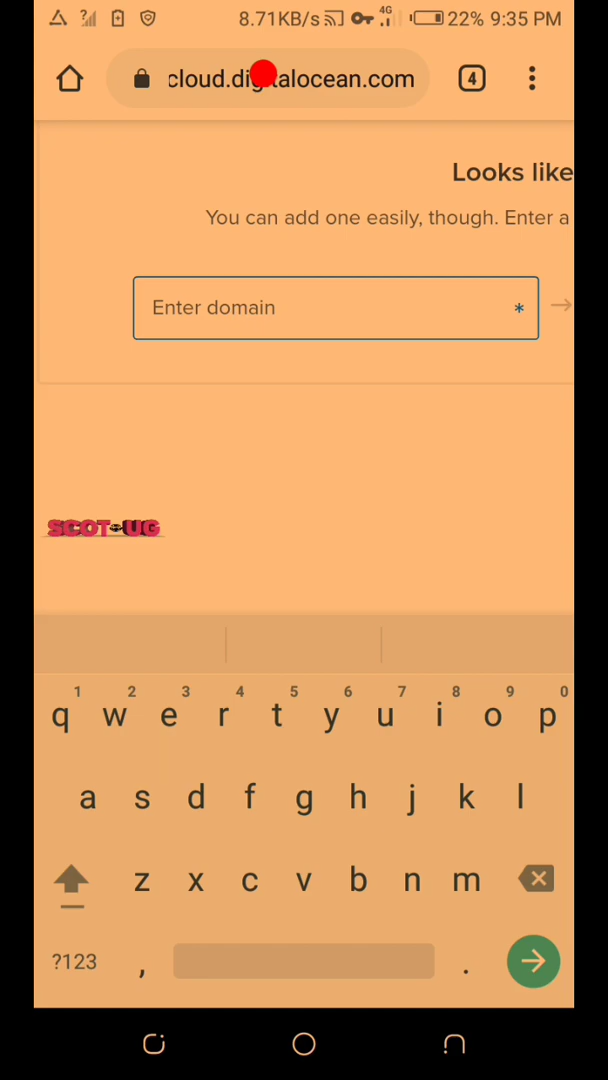 8.71KB/s 4G 22% 9:35 PM
cloud.digitalocean.com 4
Looks like
You can add one easily, though. Enter a
Enter domain * →
SCOT UG
1 2 3 4 5 6 7 8 9 0
q w e r t y u i o p
a s d f g h j k l
z x c v b n m
?123 , .